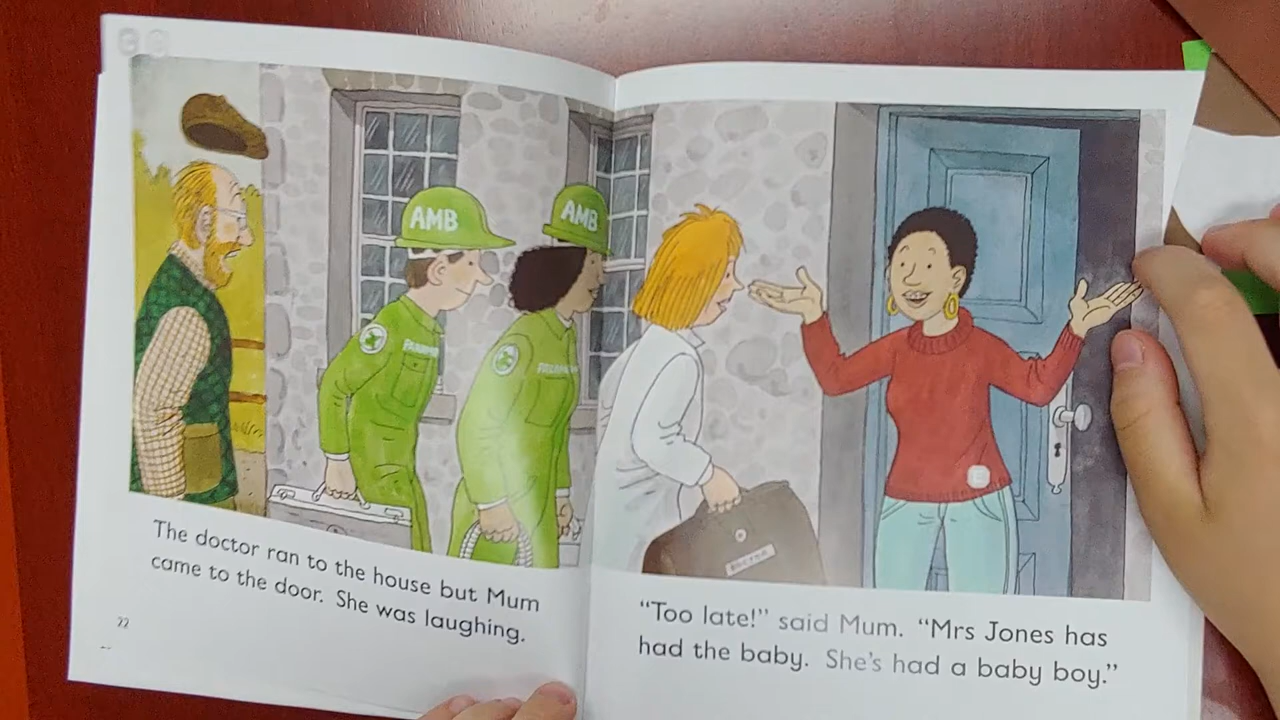 AMB
AMB
DOCTOR
The doctor ran to the house but Mum
came to the door. She was laughing.
22
"Too late!" said Mum. "Mrs Jones has
had the baby. She's had a baby boy."